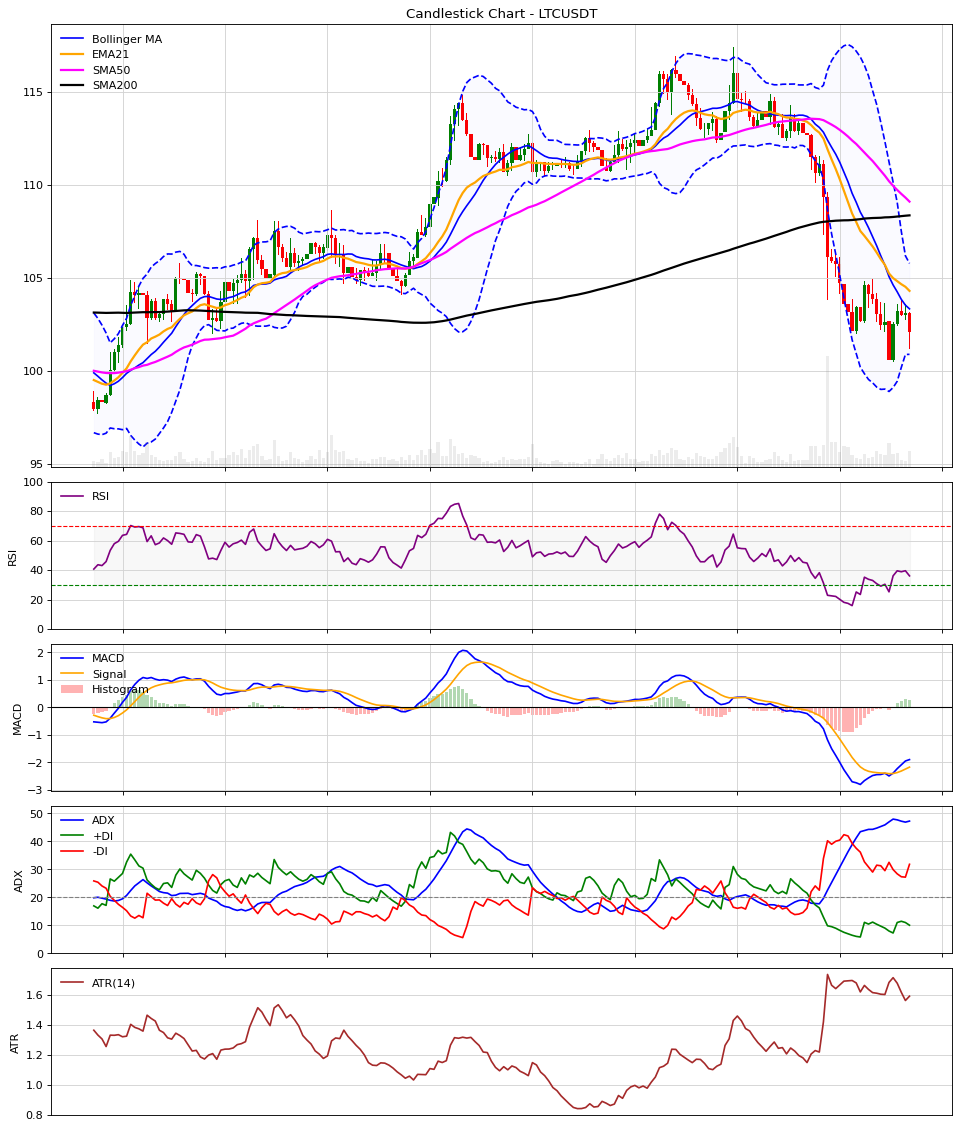 Candlestick Chart - LTCUSDT
Bollinger MA
EMA21
SMA50
SMA200
115
110
105
100
95
RSI
RSI
100
80
60
40
20
0
MACD
Signal
Histogram
MACD
2
1
0
−1
−2
−3
ADX
+DI
-DI
ADX
50
40
30
20
10
0
ATR(14)
ATR
1.6
1.4
1.2
1.0
0.8